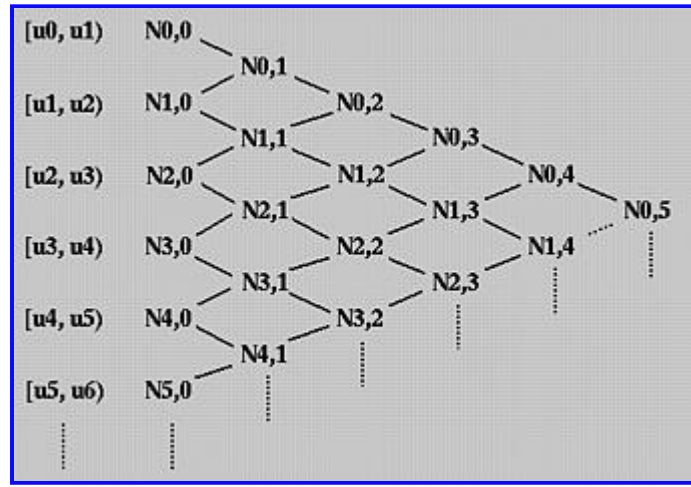 [u0, u1) N0,0
N0,1
[u1, u2) N1,0 N0,2
N1,1 N0,3
[u2, u3) N2,0 N1,2 N0,4
N2,1 N1,3 N0,5
[u3, u4) N3,0 N2,2 N1,4
N3,1 N2,3
[u4, u5) N4,0 N3,2
N4,1
[u5, u6) N5,0